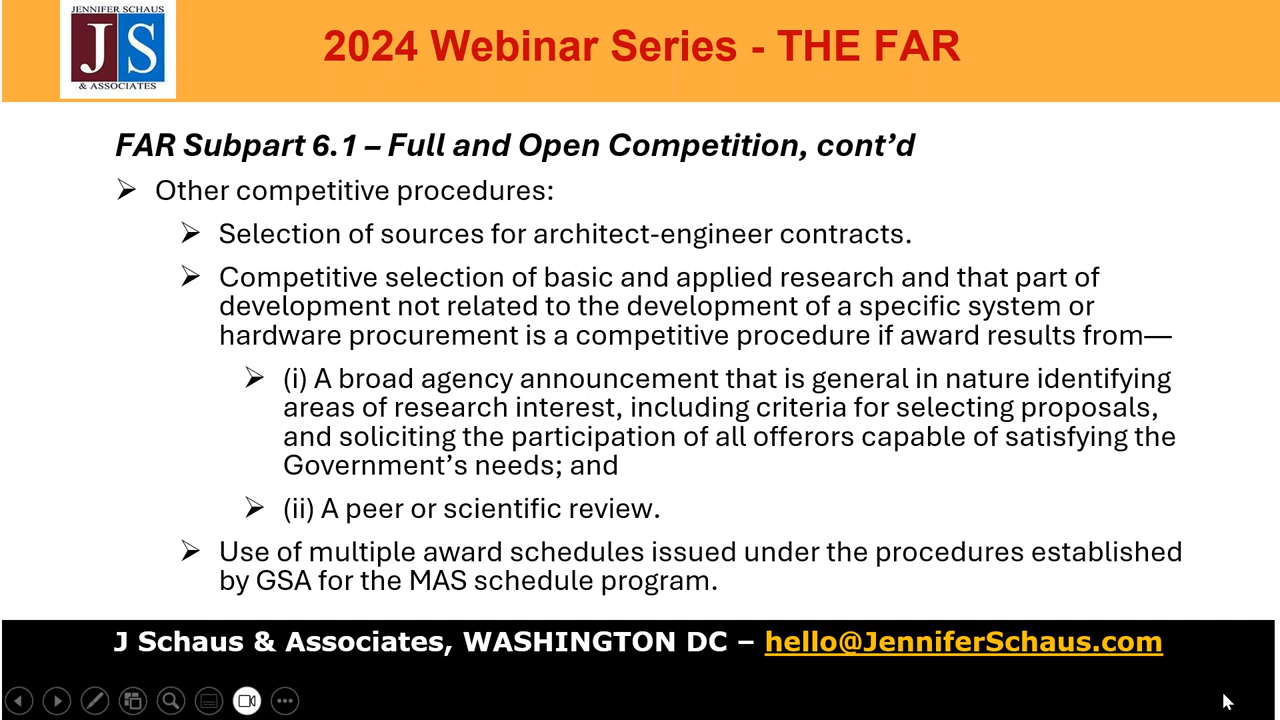 JENNIFER SCHAUS
JS
& ASSOCIATES
2024 Webinar Series - THE FAR
FAR Subpart 6.1 – Full and Open Competition, cont’d
Other competitive procedures:
Selection of sources for architect-engineer contracts.
Competitive selection of basic and applied research and that part of
development not related to the development of a specific system or
hardware procurement is a competitive procedure if award results from—
(i) A broad agency announcement that is general in nature identifying
areas of research interest, including criteria for selecting proposals,
and soliciting the participation of all offerors capable of satisfying the
Government’s needs; and
(ii) A peer or scientific review.
Use of multiple award schedules issued under the procedures established
by GSA for the MAS schedule program.
J Schaus & Associates, WASHINGTON DC – hello@JenniferSchaus.com